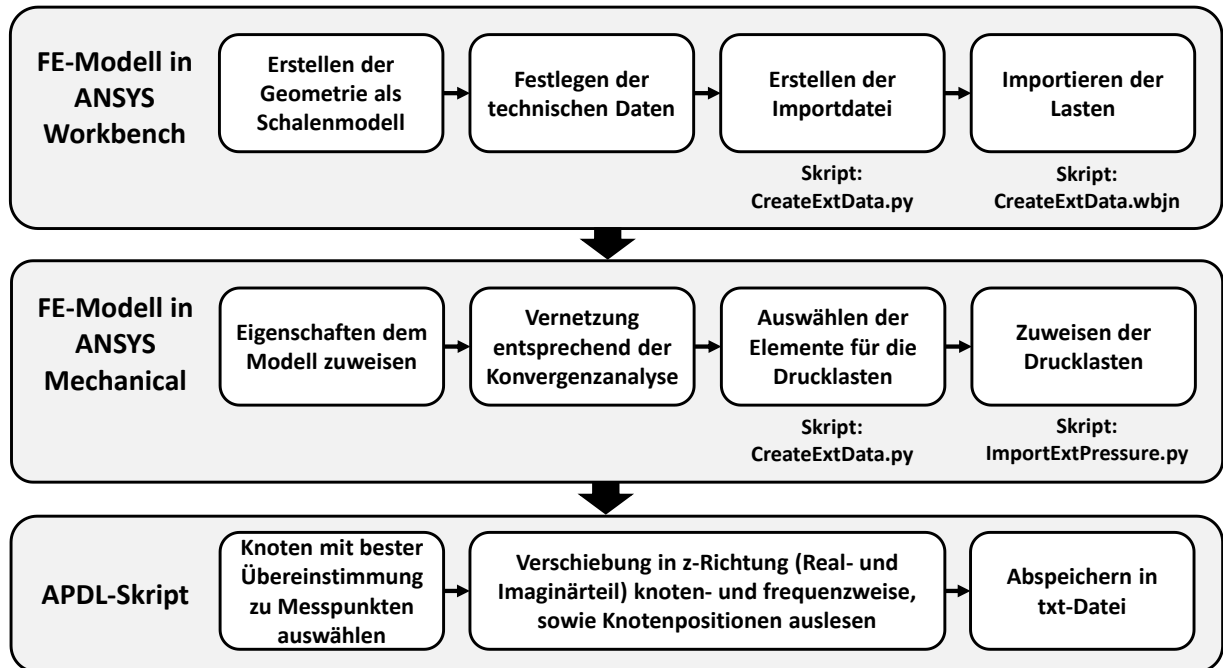 FE-Modell in
ANSYS
Workbench
Erstellen der
Geometrie als
Schalenmodell
Festlegen der
technischen Daten
Erstellen der
Importdatei
Importieren der
Lasten
Skript:
CreateExtData.py
Skript:
CreateExtData.wbjn
FE-Modell in
ANSYS
Mechanical
Eigenschaften dem
Modell zuweisen
Vernetzung
entsprechend der
Konvergenzanalyse
Auswählen der
Elemente für die
Drucklasten
Zuweisen der
Drucklasten
Skript:
CreateExtData.py
Skript:
ImportExtPressure.py
APDL-Skript
Knoten mit bester
Übereinstimmung
zu Messpunkten
auswählen
Verschiebung in z-Richtung (Real- und
Imaginärteil) knoten- und frequenzweise,
sowie Knotenpositionen auslesen
Abspeichern in
txt-Datei